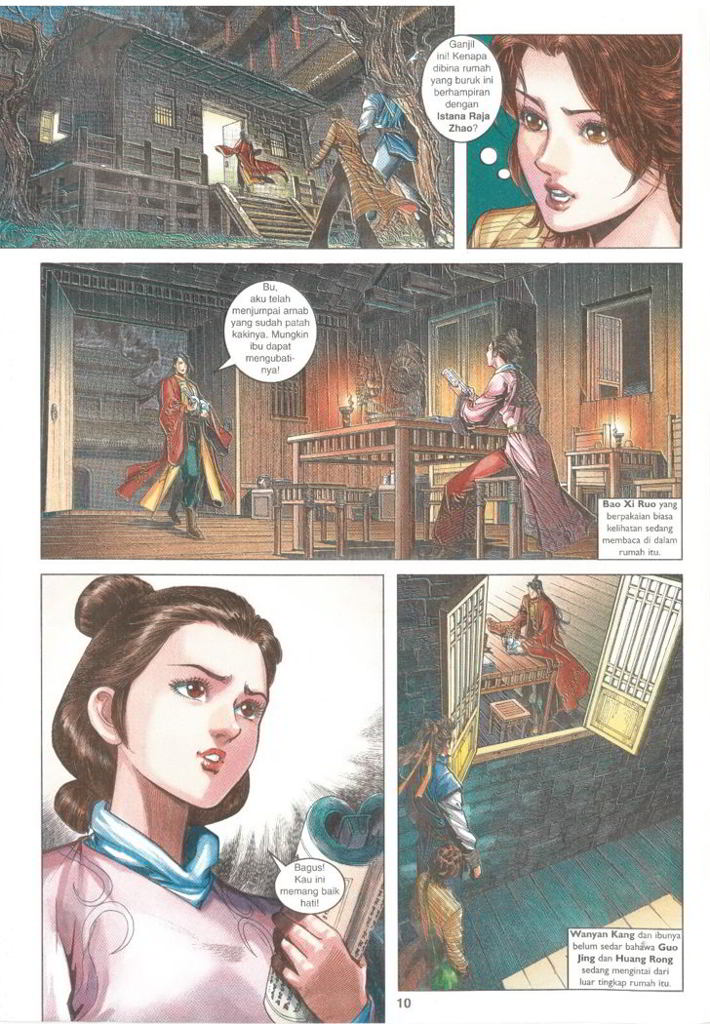 Ganjil
ini! Kenapa
dibina rumah
yang buruk ini
berhampiran
dengan
Istana Raja
Zhao?
Bu,
aku telah
menjumpai arnab
yang sudah patah
kakinya. Mungkin
ibu dapat
mengubati-
nya!
Bao Xi Ruo yang
berpakaian biasa
kelihatan sedang
membaca di dalam
rumah itu.
Bagus!
Kau ini
memang baik
hati!
Wanyan Kang dan ibunya
belum sedar bahawa Guo
Jing dan Huang Rong
sedang mengintai dari
luar tingkap rumah itu.
10